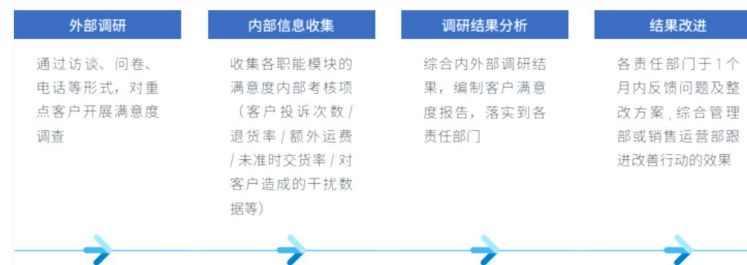 外部调研
通过访谈、问卷、
电话等形式，对重
点客户开展满意度
调查
内部信息收集
收集各职能模块的
满意度内部考核项
（客户投诉次数/
退货率/额外运费
/未准时交货率/对
客户造成的干扰数
据等）
调研结果分析
综合内外部调研结
果，编制客户满意
度报告，落实到各
责任部门
结果改进
各责任部门于1个
月内反馈问题及整
改方案,综合管理
部或销售运营部跟
进改善行动的效果